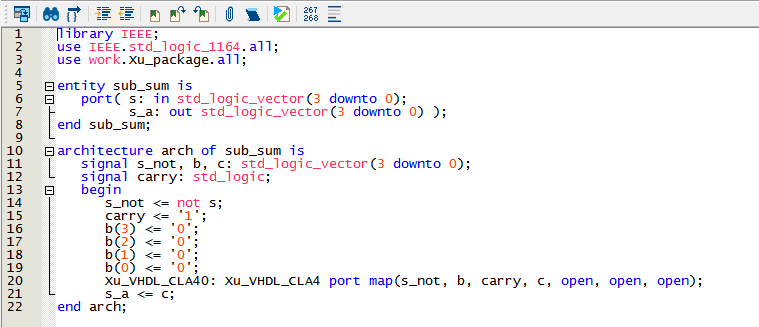 267
268
1 library IEEE;
2 use IEEE.std_logic_1164.all;
3 use work.Xu_package.all;
4
5 entity sub_sum is
6 port( s: in std_logic_vector(3 downto 0);
7 s_a: out std_logic_vector(3 downto 0) );
8 end sub_sum;
9
10 architecture arch of sub_sum is
11 signal s_not, b, c: std_logic_vector(3 downto 0);
12 signal carry: std_logic;
13 begin
14 s_not <= not s;
15 carry <= '1';
16 b(3) <= '0';
17 b(2) <= '0';
18 b(1) <= '0';
19 b(0) <= '0';
20 Xu_VHDL_CLA40: Xu_VHDL_CLA4 port map(s_not, b, carry, c, open, open, open);
21 s_a <= c;
22 end arch;